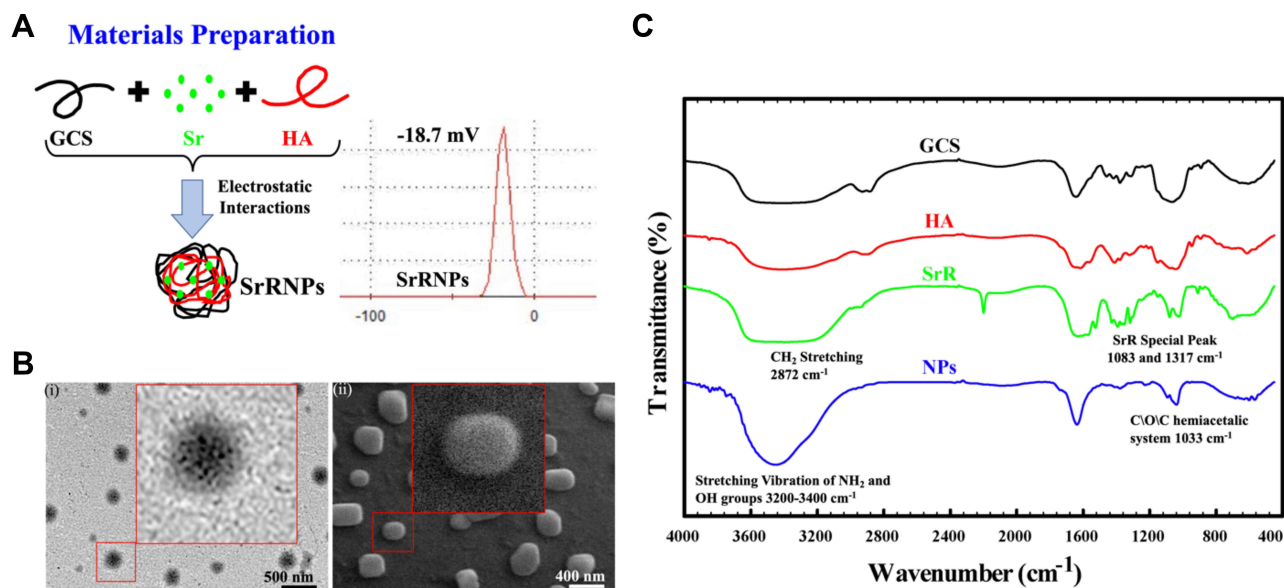 A
Materials Preparation
GCS
Sr
HA
Electrostatic
Interactions
SrRNPs
-18.7 mV
SrRNPs
-100
0
B
(i)
500 nm
(ii)
400 nm
C
Transmittance (%)
GCS
HA
SrR
CH₂ Stretching
2872 cm⁻¹
SrR Special Peak
1083 and 1317 cm⁻¹
NPs
C\O\C hemiacetalic
system 1033 cm⁻¹
Stretching Vibration of NH₂ and
OH groups 3200-3400 cm⁻¹
4000 3600 3200 2800 2400 2000 1600 1200 800 400
Wavenumber (cm⁻¹)